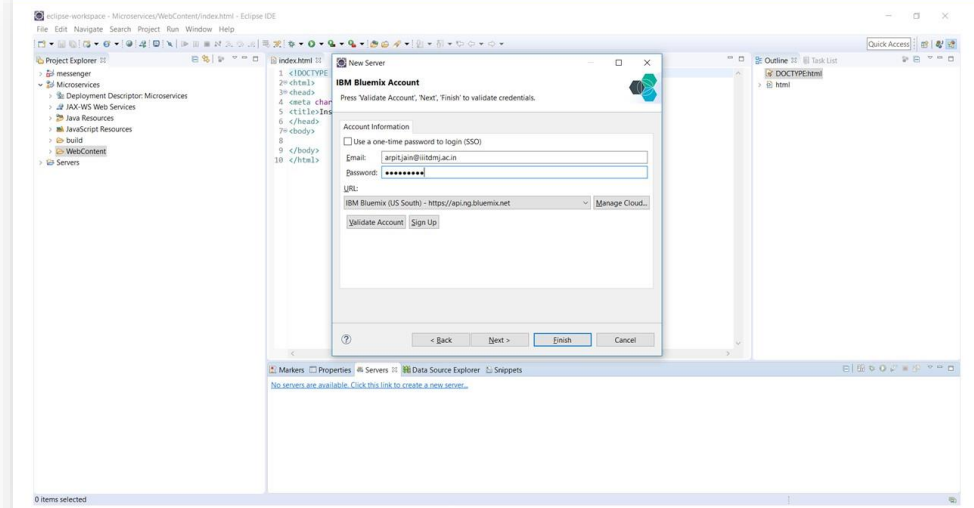 eclipse-workspace - Microservices/WebContent/index.html - Eclipse IDE
File Edit Navigate Search Project Run Window Help
Quick Access
Project Explorer
messenger
Microservices
Deployment Descriptor: Microservices
JAX-WS Web Services
Java Resources
JavaScript Resources
build
WebContent
Servers
index.html
1 <!DOCTYPE
2 <html>
3 <head>
4 <meta char
5 <title>Ins
6 </head>
7 <body>
8
9 </body>
10 </html>
New Server
IBM Bluemix Account
Press 'Validate Account', 'Next', 'Finish' to validate credentials.
Account Information
Use a one-time password to login (SSO)
Email: arpit.jain@iiitdmj.ac.in
Password: •••••••••
URL:
IBM Bluemix (US South) - https://api.ng.bluemix.net
Manage Cloud...
Validate Account Sign Up
< Back Next > Finish Cancel
Outline Task List
DOCTYPE:html
html
Markers Properties Servers Data Source Explorer Snippets
No servers are available. Click this link to create a new server...
0 items selected